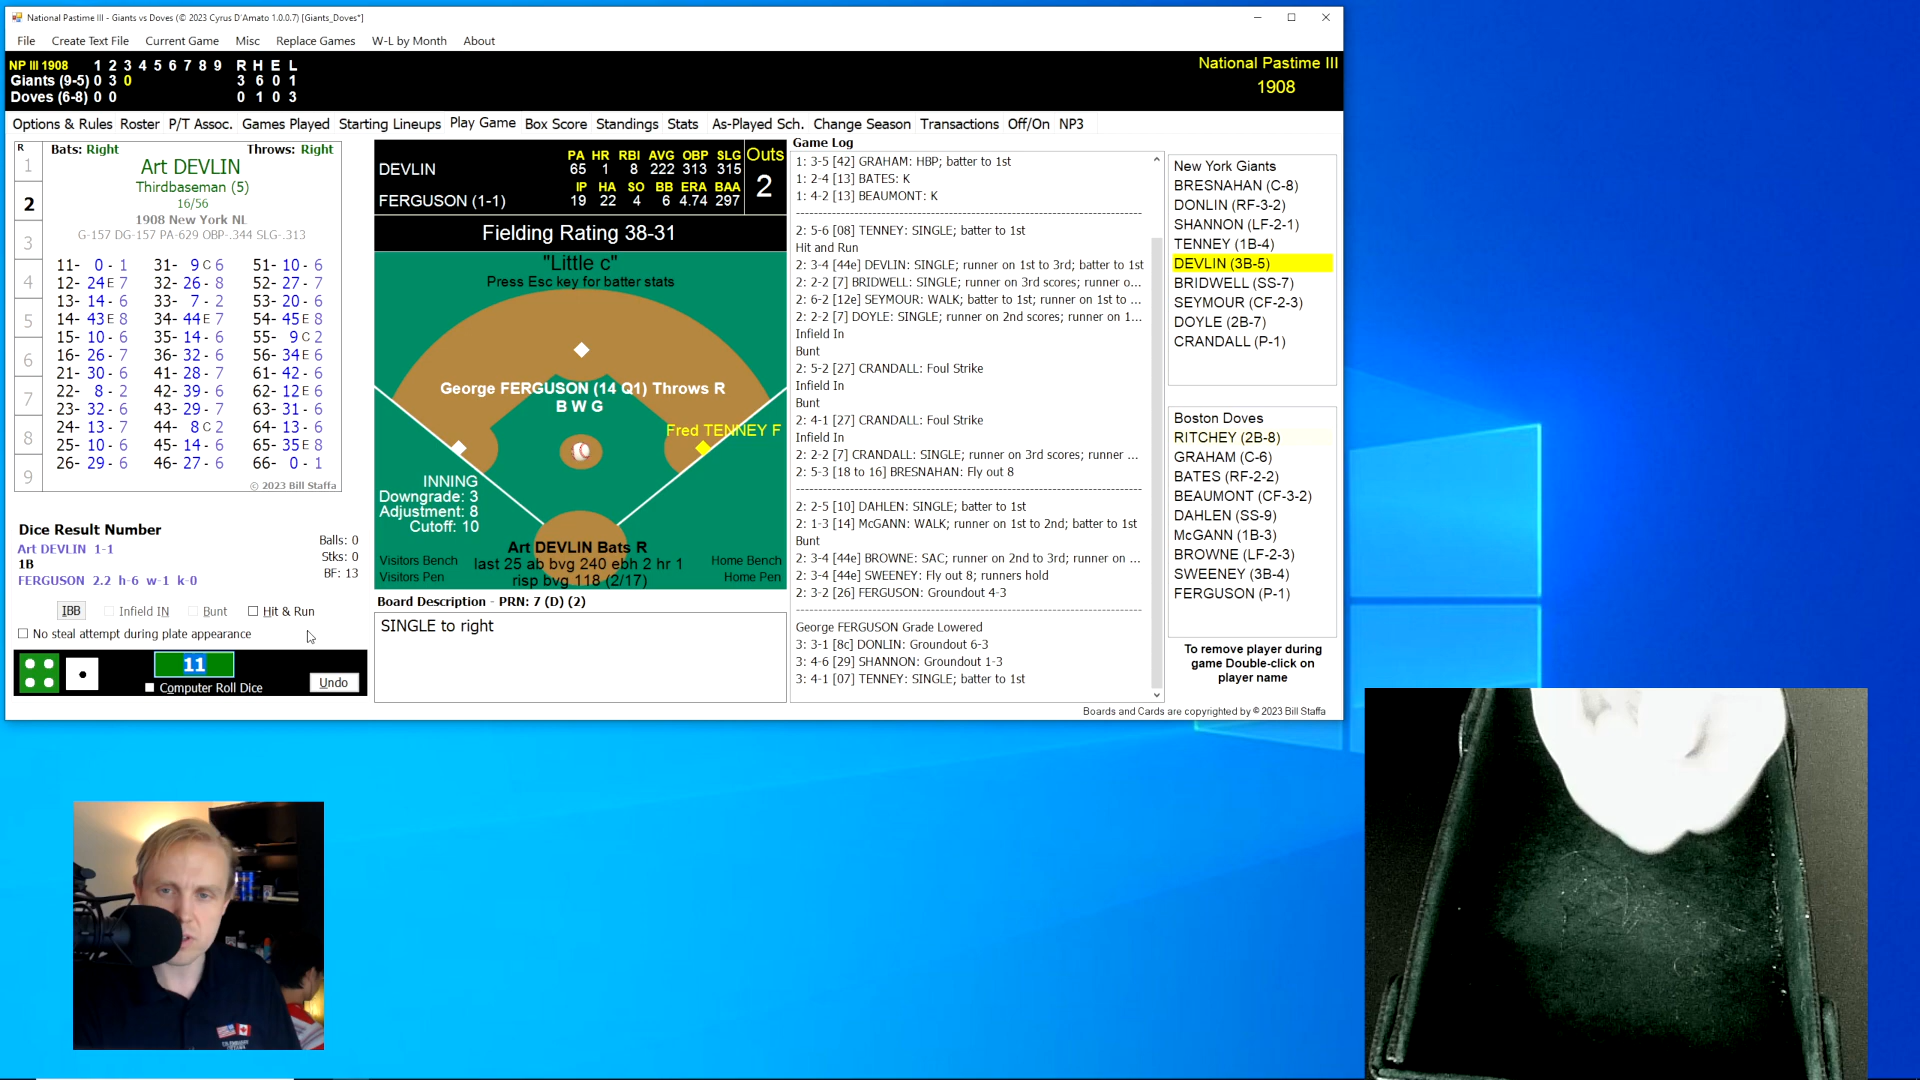 National Pastime III - Giants vs Doves (© 2023 Cyrus D'Amato 1.0.0.7) [Giants_Doves*]
File Create Text File Current Game Misc Replace Games W-L by Month About
NP III 1908 1 2 3 4 5 6 7 8 9 R H E L
Giants (9-5) 0 3 0 3 6 0 1
Doves (6-8) 0 0 0 1 0 3
National Pastime III
1908
Options & Rules Roster P/T Assoc. Games Played Starting Lineups Play Game Box Score Standings Stats As-Played Sch. Change Season Transactions Off/On NP3
R
1
2
3
4
5
6
7
8
9
Bats: Right Throws: Right
Art DEVLIN
Thirdbaseman (5)
16/56
1908 New York NL
G-157 DG-157 PA-629 OBP-.344 SLG-.313
11- 0 - 1 31- 9 C 6 51- 10 - 6
12- 24 E 7 32- 26 - 8 52- 27 - 7
13- 14 - 6 33- 7 - 2 53- 20 - 6
14- 43 E 8 34- 44 E 7 54- 45 E 8
15- 10 - 6 35- 14 - 6 55- 9 C 2
16- 26 - 7 36- 32 - 6 56- 34 E 6
21- 30 - 6 41- 28 - 7 61- 42 - 6
22- 8 - 2 42- 39 - 6 62- 12 E 6
23- 32 - 6 43- 29 - 7 63- 31 - 6
24- 13 - 7 44- 8 C 2 64- 13 - 6
25- 10 - 6 45- 14 - 6 65- 35 E 8
26- 29 - 6 46- 27 - 6 66- 0 - 1
© 2023 Bill Staffa
Dice Result Number
Art DEVLIN 1-1
1B
FERGUSON 2.2 h-6 w-1 k-0
Balls: 0
Stks: 0
BF: 13
IBB Infield IN Bunt Hit & Run
No steal attempt during plate appearance
11
Computer Roll Dice
Undo
PA HR RBI AVG OBP SLG
DEVLIN 65 1 8 222 313 315
IP HA SO BB ERA BAA
FERGUSON (1-1) 19 22 4 6 4.74 297
Outs
2
Fielding Rating 38-31
"Little c"
Press Esc key for batter stats
George FERGUSON (14 Q1) Throws R
B W G
Fred TENNEY F
INNING
Downgrade: 3
Adjustment: 8
Cutoff: 10
Art DEVLIN Bats R
last 25 ab bvg 240 ebh 2 hr 1
risp bvg 118 (2/17)
Visitors Bench
Visitors Pen
Home Bench
Home Pen
Board Description - PRN: 7 (D) (2)
SINGLE to right
Game Log
1: 3-5 [42] GRAHAM: HBP; batter to 1st
1: 2-4 [13] BATES: K
1: 4-2 [13] BEAUMONT: K
--------------------------------------------------
2: 5-6 [08] TENNEY: SINGLE; batter to 1st
Hit and Run
2: 3-4 [44e] DEVLIN: SINGLE; runner on 1st to 3rd; batter to 1st
2: 2-2 [7] BRIDWELL: SINGLE; runner on 3rd scores; runner o...
2: 6-2 [12e] SEYMOUR: WALK; batter to 1st; runner on 1st to ...
2: 2-2 [7] DOYLE: SINGLE; runner on 2nd scores; runner on 1...
Infield In
Bunt
2: 5-2 [27] CRANDALL: Foul Strike
Infield In
Bunt
2: 4-1 [27] CRANDALL: Foul Strike
Infield In
2: 2-2 [7] CRANDALL: SINGLE; runner on 3rd scores; runner ...
2: 5-3 [18 to 16] BRESNAHAN: Fly out 8
--------------------------------------------------
2: 2-5 [10] DAHLEN: SINGLE; batter to 1st
2: 1-3 [14] McGANN: WALK; runner on 1st to 2nd; batter to 1st
Bunt
2: 3-4 [44e] BROWNE: SAC; runner on 2nd to 3rd; runner on ...
2: 3-4 [44e] SWEENEY: Fly out 8; runners hold
2: 3-2 [26] FERGUSON: Groundout 4-3
--------------------------------------------------
George FERGUSON Grade Lowered
3: 3-1 [8c] DONLIN: Groundout 6-3
3: 4-6 [29] SHANNON: Groundout 1-3
3: 4-1 [07] TENNEY: SINGLE; batter to 1st
New York Giants
BRESNAHAN (C-8)
DONLIN (RF-3-2)
SHANNON (LF-2-1)
TENNEY (1B-4)
DEVLIN (3B-5)
BRIDWELL (SS-7)
SEYMOUR (CF-2-3)
DOYLE (2B-7)
CRANDALL (P-1)
Boston Doves
RITCHEY (2B-8)
GRAHAM (C-6)
BATES (RF-2-2)
BEAUMONT (CF-3-2)
DAHLEN (SS-9)
McGANN (1B-3)
BROWNE (LF-2-3)
SWEENEY (3B-4)
FERGUSON (P-1)
To remove player during
game Double-click on
player name
Boards and Cards are copyrighted by © 2023 Bill Staffa